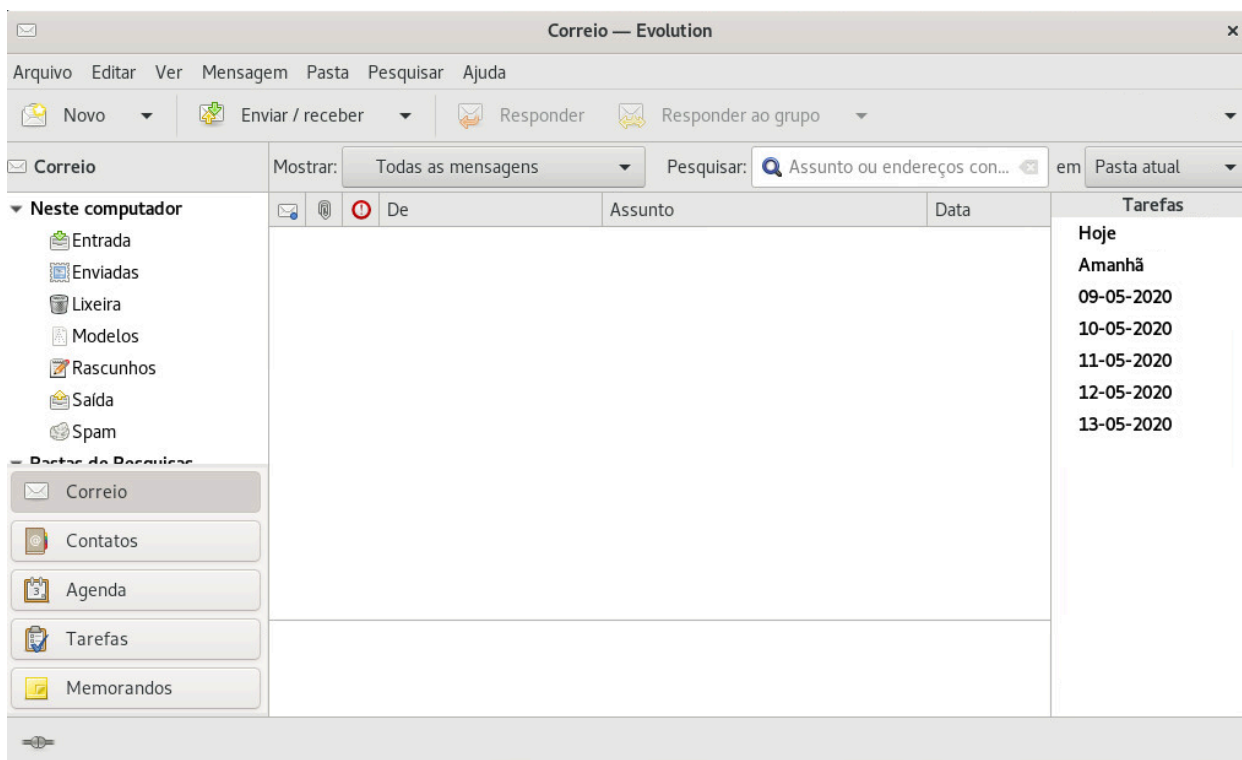 Correio — Evolution
Arquivo Editar Ver Mensagem Pasta Pesquisar Ajuda
Novo Enviar / receber Responder Responder ao grupo
Correio Mostrar: Todas as mensagens Pesquisar: Assunto ou endereços con... em Pasta atual
Neste computador
Entrada
Enviadas
Lixeira
Modelos
Rascunhos
Saída
Spam
Pastas de Pesquisas
Correio
Contatos
Agenda
Tarefas
Memorandos
De Assunto Data
Tarefas
Hoje
Amanhã
09-05-2020
10-05-2020
11-05-2020
12-05-2020
13-05-2020